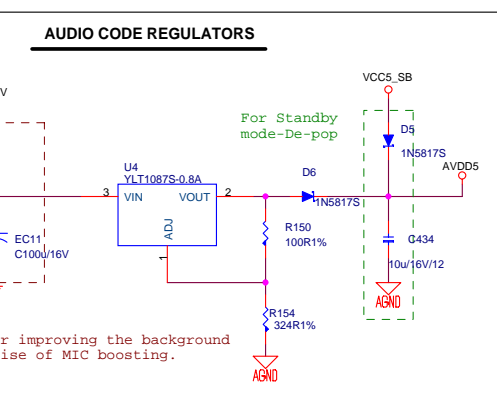 AUDIO CODE REGULATORS
V
VCC5_SB
For Standby
mode-De-pop
D5
1N5817S
AVDD5
U4
YLT1087S-0.8A
D6
3
VIN
VOUT
2
1N5817S
ADJ
1
R150
100R1%
EC11
C100u/16V
C434
10u/16V/12
AGND
R154
324R1%
r improving the background
ise of MIC boosting.
AGND